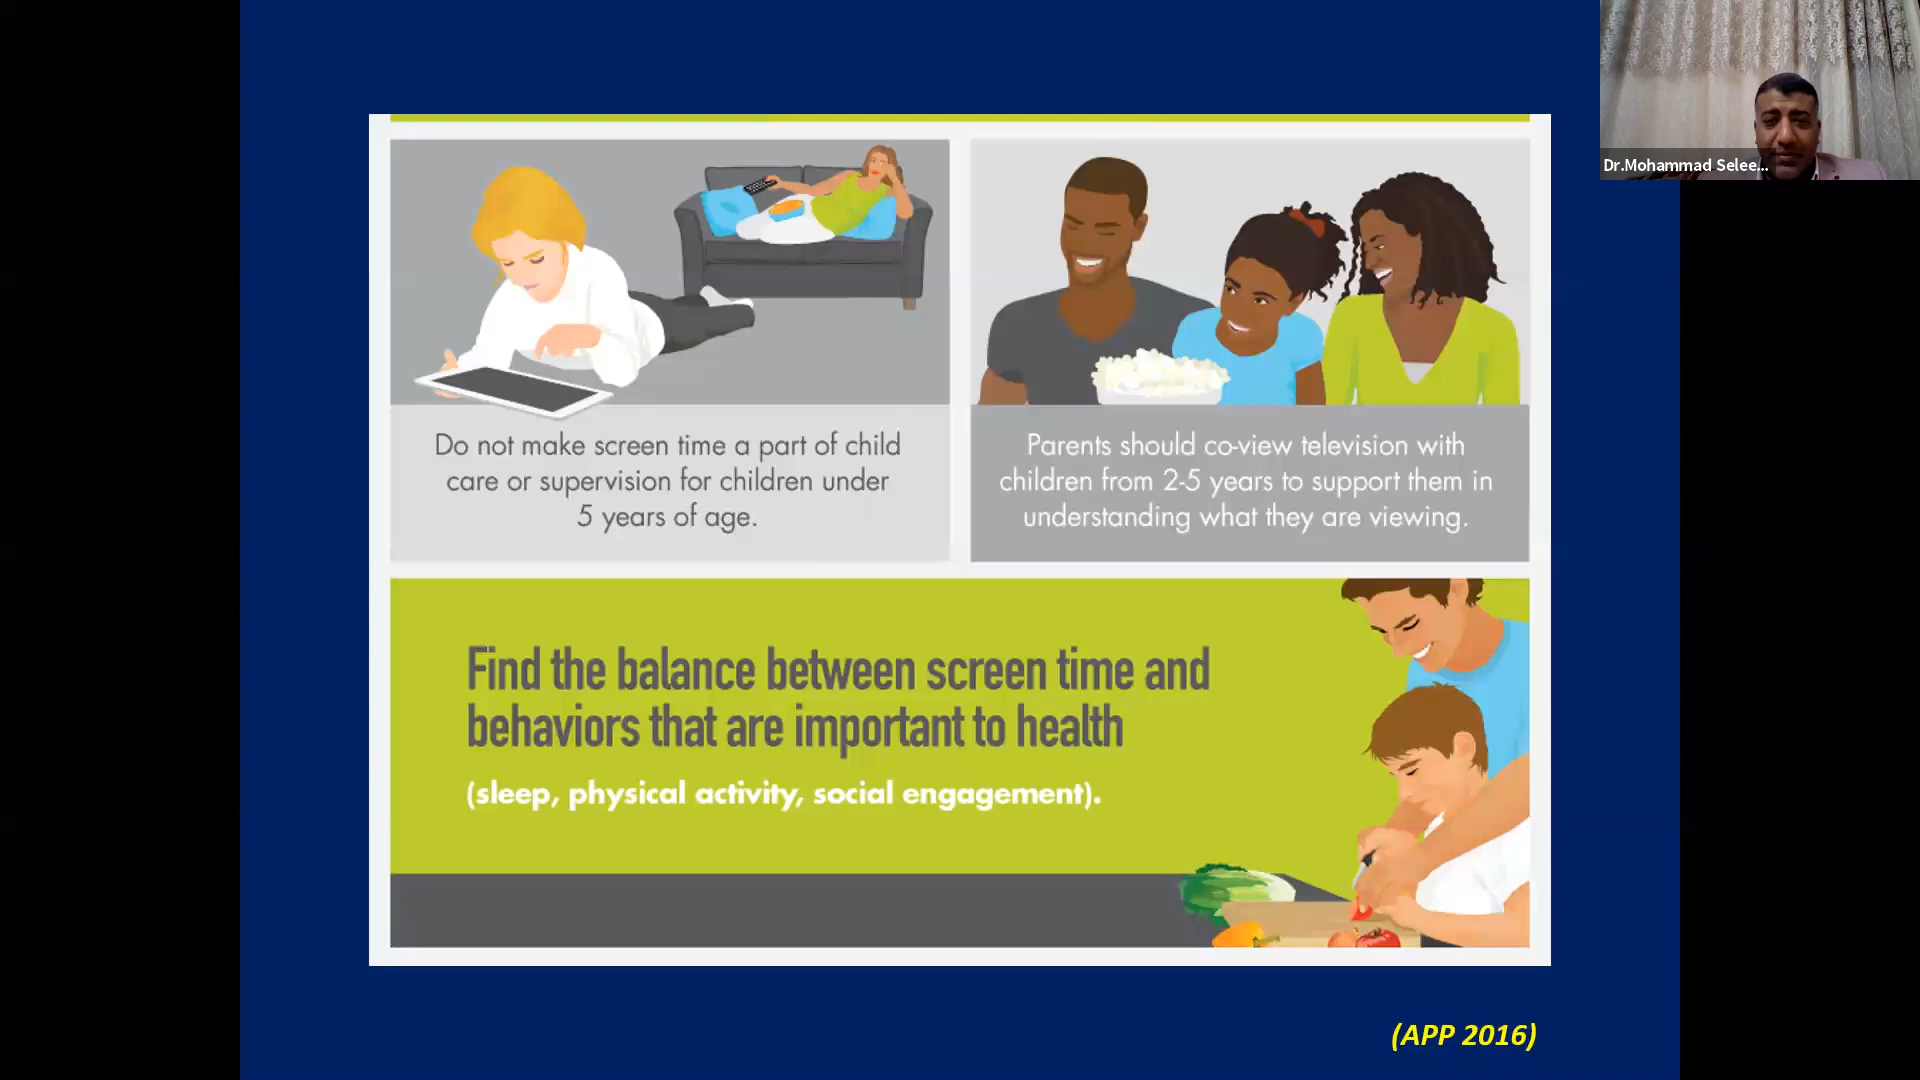 Dr.Mohammad Selee...
Do not make screen time a part of child
care or supervision for children under
5 years of age.
Parents should co-view television with
children from 2-5 years to support them in
understanding what they are viewing.
Find the balance between screen time and
behaviors that are important to health
(sleep, physical activity, social engagement).
(APP 2016)